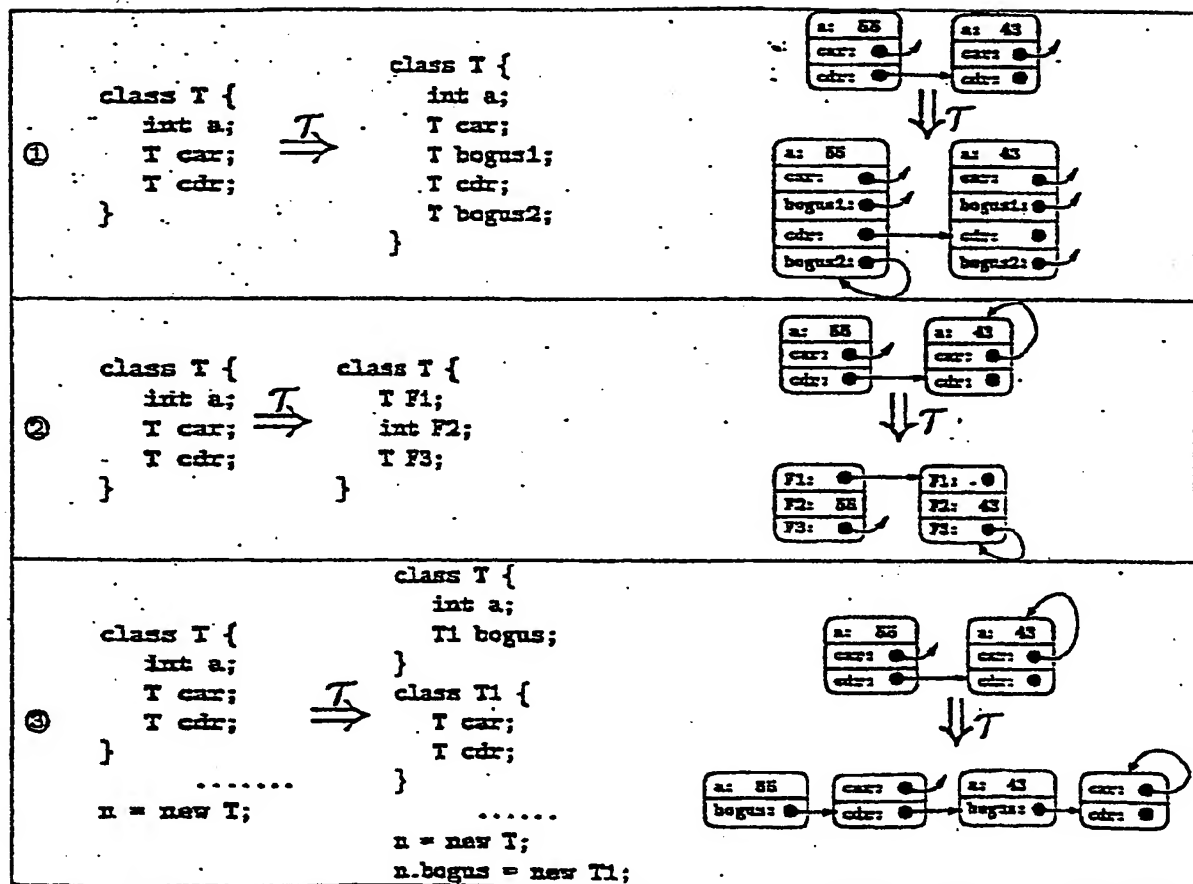 ①
class T {
int a;
T car;
T cdr;
}
T
class T {
int a;
T car;
T bogus1;
T cdr;
T bogus2;
}
a: 55
car:
cdr:
a: 43
car:
cdr:
T
a: 55
car:
bogus1:
cdr:
bogus2:
a: 43
car:
bogus1:
cdr:
bogus2:
②
class T {
int a;
T car;
T cdr;
}
T
class T {
T F1;
int F2;
T F3;
}
a: 55
car:
cdr:
a: 43
car:
cdr:
T
F1:
F2: 55
F3:
F1:
F2: 43
F3:
③
class T {
int a;
T car;
T cdr;
}
.......
n = new T;
T
class T {
int a;
T1 bogus;
}
class T1 {
T car;
T cdr;
}
......
n = new T;
n.bogus = new T1;
a: 55
car:
cdr:
a: 43
car:
cdr:
T
a: 55
bogus:
car:
cdr:
a: 43
bogus:
car:
cdr: